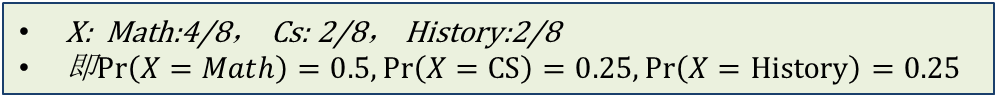 • X: Math:4/8， Cs: 2/8， History:2/8
• 即Pr(X = Math) = 0.5, Pr(X = CS) = 0.25, Pr(X = History) = 0.25